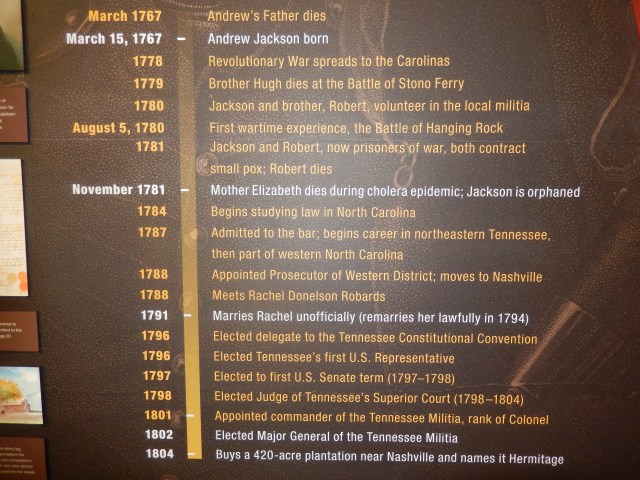 March 1767 Andrew's Father dies
March 15, 1767 – Andrew Jackson born
1778 Revolutionary War spreads to the Carolinas
1779 Brother Hugh dies at the Battle of Stono Ferry
1780 Jackson and brother, Robert, volunteer in the local militia
August 5, 1780 First wartime experience, the Battle of Hanging Rock
1781 Jackson and Robert, now prisoners of war, both contract
small pox; Robert dies
November 1781 – Mother Elizabeth dies during cholera epidemic; Jackson is orphaned
1784 Begins studying law in North Carolina
1787 Admitted to the bar; begins career in northeastern Tennessee,
then part of western North Carolina
1788 Appointed Prosecutor of Western District; moves to Nashville
1788 Meets Rachel Donelson Robards
1791 – Marries Rachel unofficially (remarries her lawfully in 1794)
1796 Elected delegate to the Tennessee Constitutional Convention
1796 Elected Tennessee's first U.S. Representative
1797 Elected to first U.S. Senate term (1797–1798)
1798 Elected Judge of Tennessee's Superior Court (1798–1804)
1801 – Appointed commander of the Tennessee Militia, rank of Colonel
1802 Elected Major General of the Tennessee Militia
1804 – Buys a 420-acre plantation near Nashville and names it Hermitage